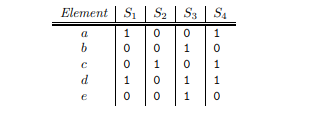 Element S₁ S₂ S₃ S₄
a 1 0 0 1
b 0 0 1 0
c 0 1 0 1
d 1 0 1 1
e 0 0 1 0